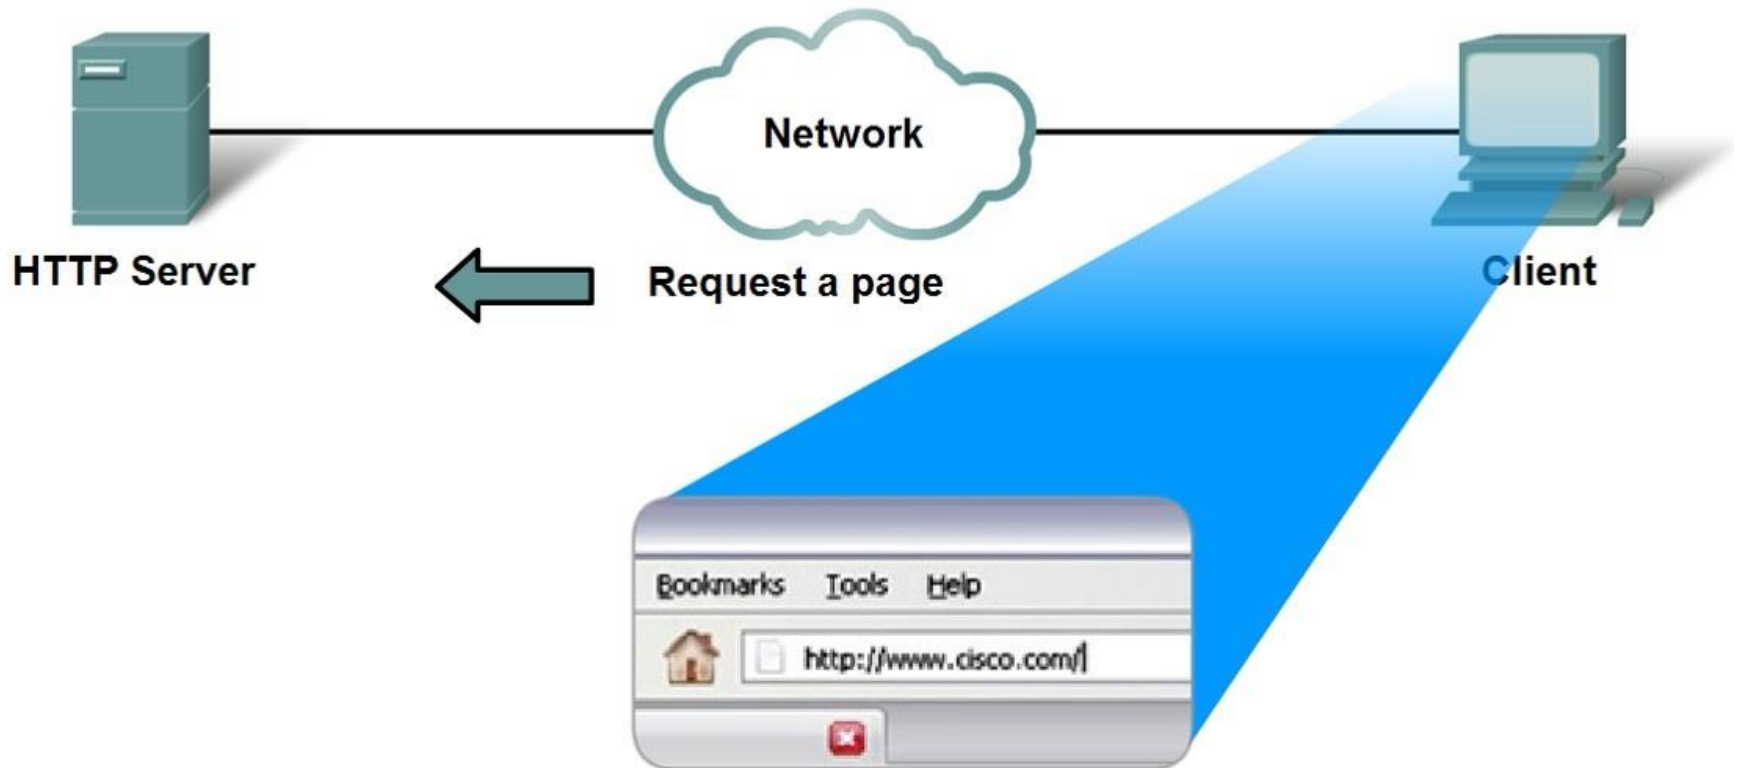 Network
HTTP Server
Request a page
Client
Bookmarks Tools Help
http://www.cisco.com/